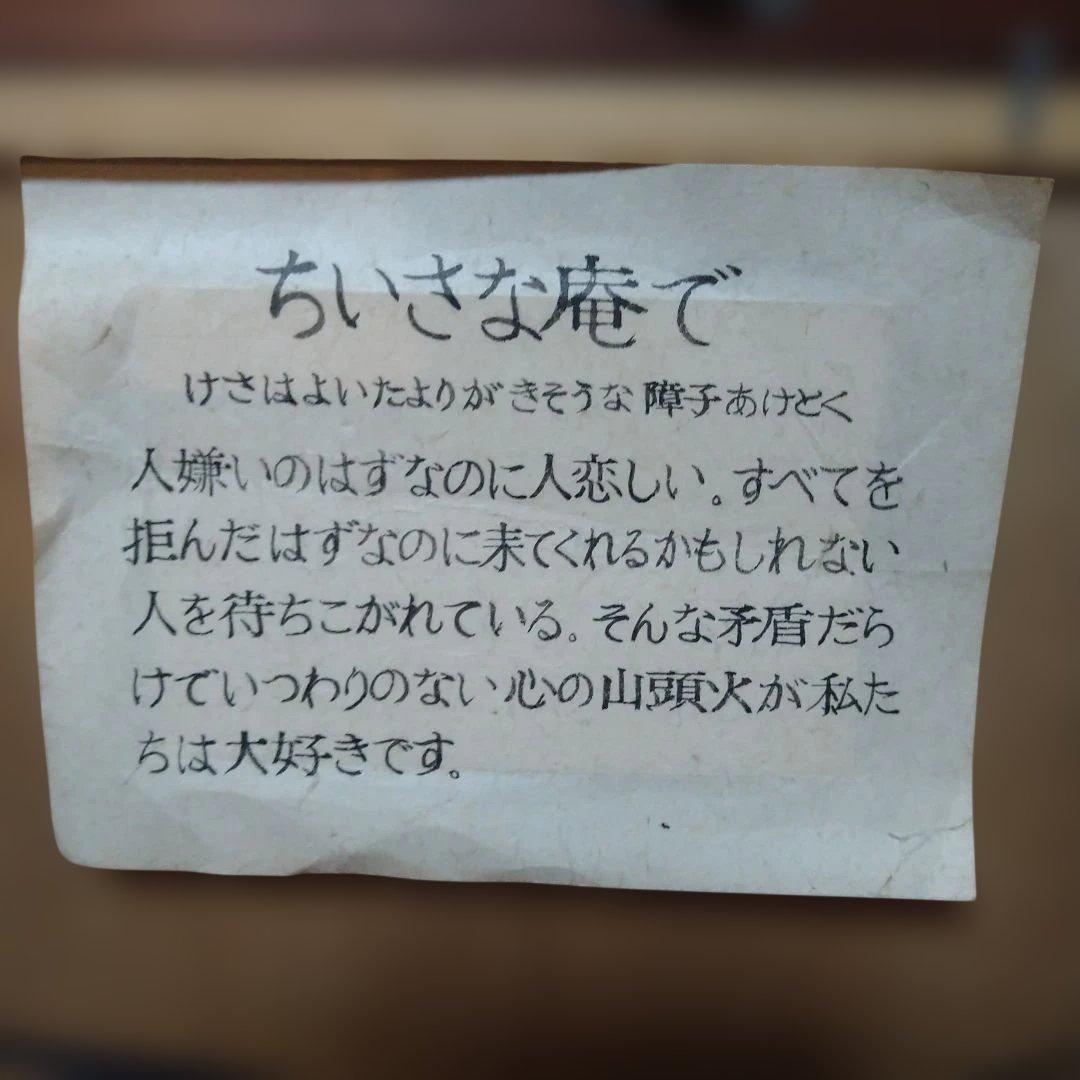 ちいさな庵で
けさはよいたよりがきそうな障子あけとく
人嫌いのはずなのに人恋しい。すべてを
拒んだはずなのに来てくれるかもしれない
人を待ちこがれている。そんな矛盾だら
けでいつわりのない心の山頭火が私た
ちは大好きです。